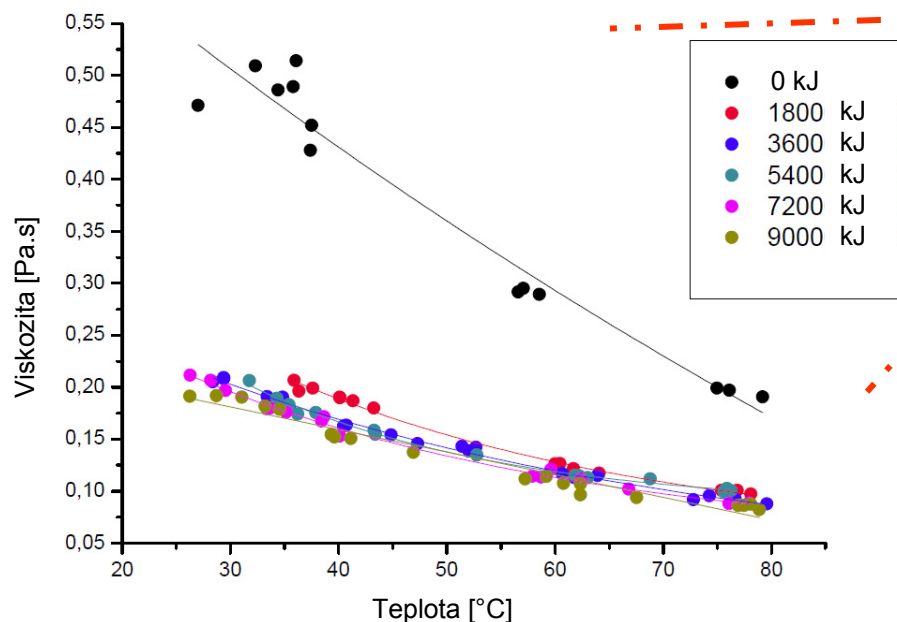 0,55
0,50
0,45
0,40
0,35
0,30
0,25
0,20
0,15
0,10
0,05
Viskozita [Pa.s]
0 kJ
1800 kJ
3600 kJ
5400 kJ
7200 kJ
9000 kJ
20 30 40 50 60 70 80
Teplota [°C]